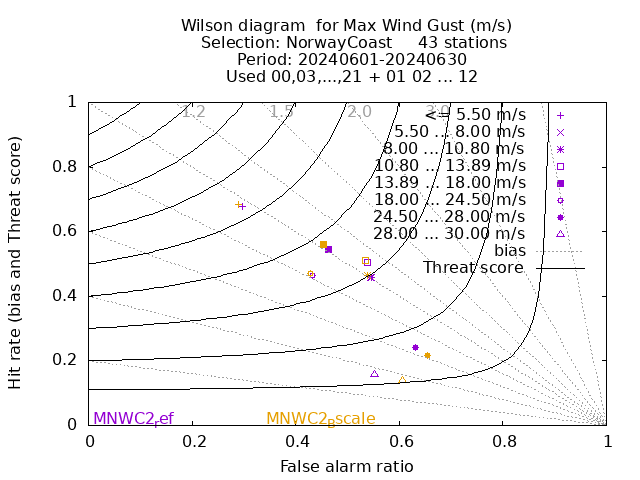 Wilson diagram for Max Wind Gust (m/s)
Selection: NorwayCoast 43 stations
Period: 20240601-20240630
Used 00,03,...,21 + 01 02 ... 12
1.2 1.5 2.0 3.0
<= 5.50 m/s
5.50 ... 8.00 m/s
8.00 ... 10.80 m/s
10.80 ... 13.89 m/s
13.89 ... 18.00 m/s
18.00 ... 24.50 m/s
24.50 ... 28.00 m/s
28.00 ... 30.00 m/s
bias
Threat score
1
0.8
0.6
0.4
0.2
0
Hit rate (bias and Threat score)
MNWC2ref MNWC2Bscale
0 0.2 0.4 0.6 0.8 1
False alarm ratio